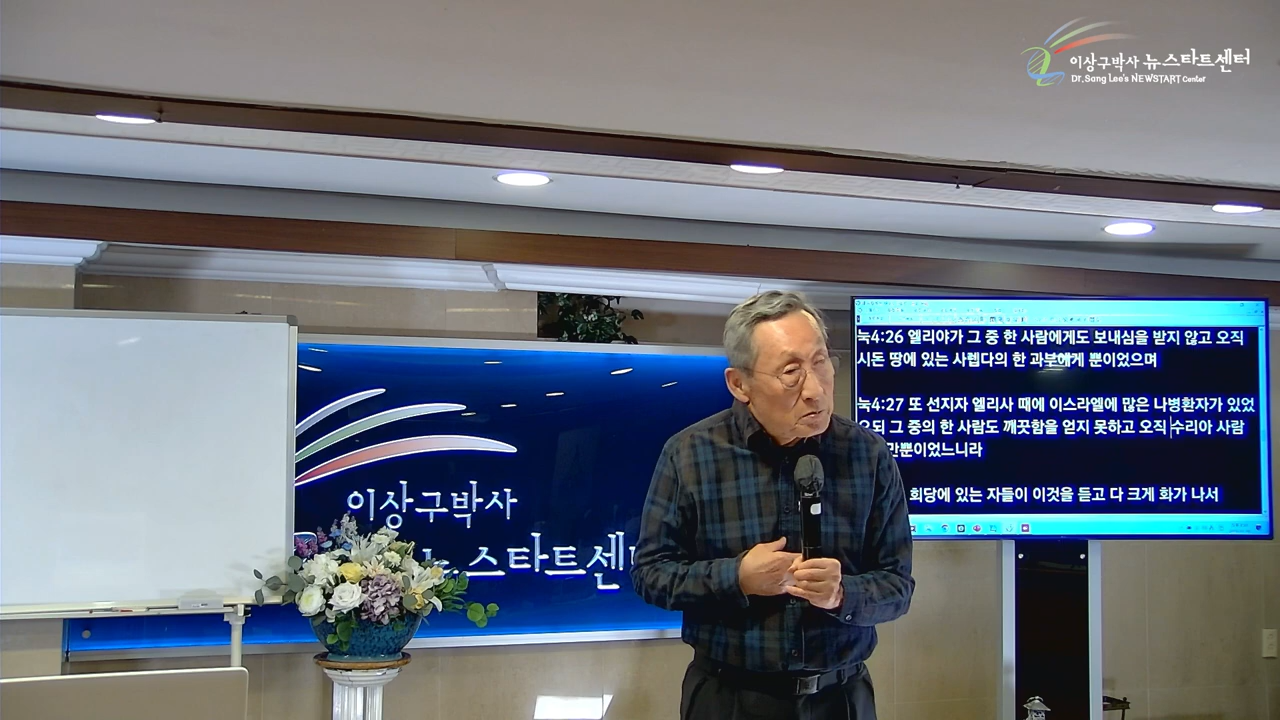 이상구박사 뉴스타트센터
Dr. Sang Lee's NEWSTART Center
눅4:26 엘리야가 그 중 한 사람에게도 보내심을 받지 않고 오직
시돈 땅에 있는 사렙다의 한 과부에게 뿐이었으며
눅4:27 또 선지자 엘리사 때에 이스라엘에 많은 나병환자가 있었
으되 그 중의 한 사람도 깨끗함을 얻지 못하고 오직 수리아 사람
만뿐이었느니라
회당에 있는 자들이 이것을 듣고 다 크게 화가 나서
이상구박사
뉴스타트센